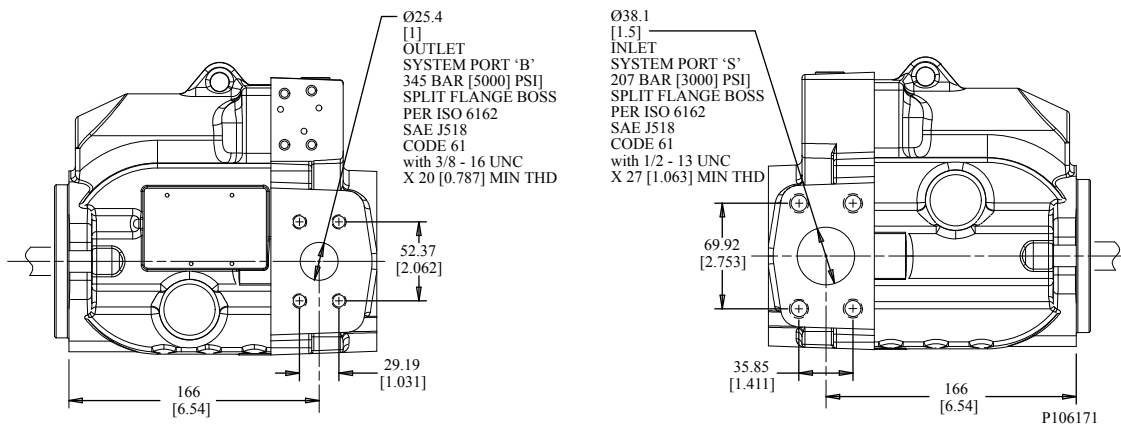 Ø25.4
[1]
OUTLET
SYSTEM PORT ‘B’
345 BAR [5000] PSI]
SPLIT FLANGE BOSS
PER ISO 6162
SAE J518
CODE 61
with 3/8 - 16 UNC
X 20 [0.787] MIN THD
52.37
[2.062]
29.19
[1.031]
166
[6.54]
Ø38.1
[1.5]
INLET
SYSTEM PORT ‘S’
207 BAR [3000] PSI]
SPLIT FLANGE BOSS
PER ISO 6162
SAE J518
CODE 61
with 1/2 - 13 UNC
X 27 [1.063] MIN THD
69.92
[2.753]
35.85
[1.411]
166
[6.54]
P106171